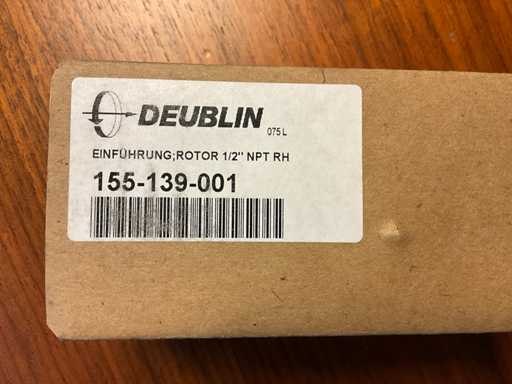 DEUBLIN
075 L
EINFÜHRUNG;ROTOR 1/2" NPT RH
155-139-001